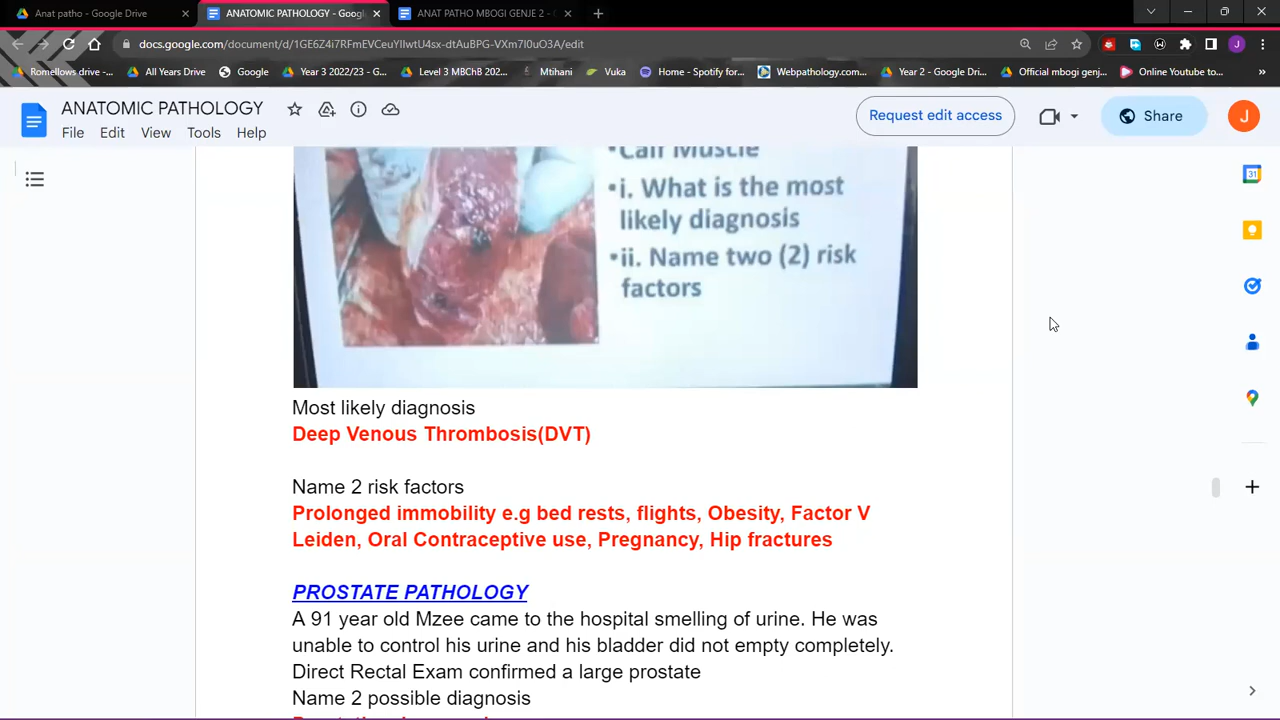 Anat patho - Google Drive
ANATOMIC PATHOLOGY - Goog
ANAT PATHO MBOGI GENJE 2 -
docs.google.com/document/d/1GE6Z4i7RFmEVCeuYIlwtU4sx-dtAuBPG-VXm7I0uO3A/edit
Romellows drive -...
All Years Drive
Google
Year 3 2022/23 - G...
Level 3 MBChB 202...
Mtihani
Vuka
Home - Spotify for...
Webpathology.com...
Year 2 - Google Dri...
Official mbogi genj...
Online Youtube to...
ANATOMIC PATHOLOGY
File Edit View Tools Help
Request edit access
Share
J
31
•Calf Muscle
•i. What is the most
likely diagnosis
•ii. Name two (2) risk
factors
Most likely diagnosis
Deep Venous Thrombosis(DVT)
Name 2 risk factors
Prolonged immobility e.g bed rests, flights, Obesity, Factor V
Leiden, Oral Contraceptive use, Pregnancy, Hip fractures
PROSTATE PATHOLOGY
A 91 year old Mzee came to the hospital smelling of urine. He was
unable to control his urine and his bladder did not empty completely.
Direct Rectal Exam confirmed a large prostate
Name 2 possible diagnosis